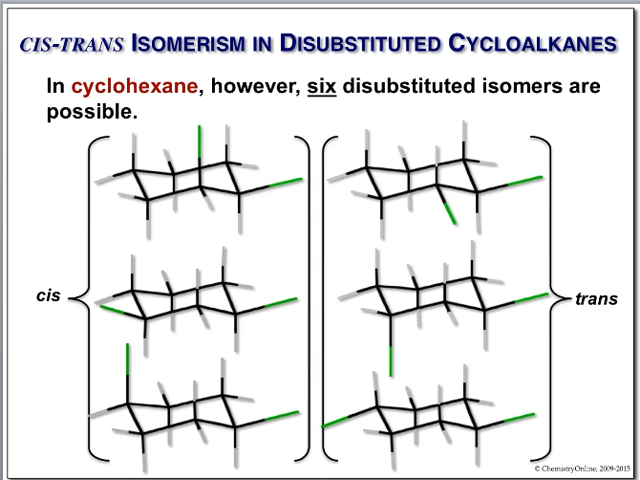 CIS-TRANS ISOMERISM IN DISUBSTITUTED CYCLOALKANES
In cyclohexane, however, six disubstituted isomers are
possible.
cis
trans
© ChemistryOnline, 2009-2015